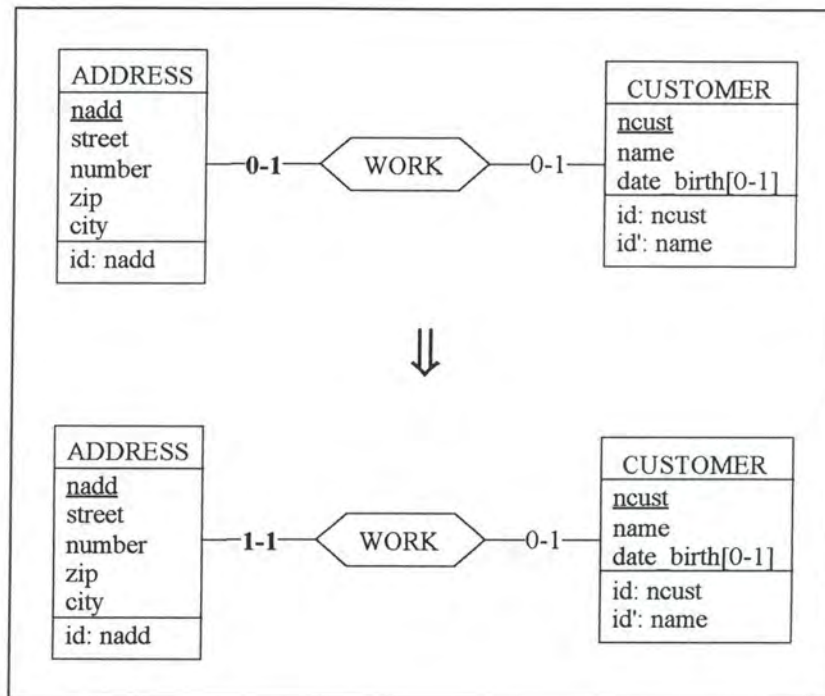 ADDRESS
nadd
street
number
zip
city
id: nadd
0-1
WORK
0-1
CUSTOMER
ncust
name
date_birth[0-1]
id: ncust
id': name
⇓
ADDRESS
nadd
street
number
zip
city
id: nadd
1-1
WORK
0-1
CUSTOMER
ncust
name
date_birth[0-1]
id: ncust
id': name